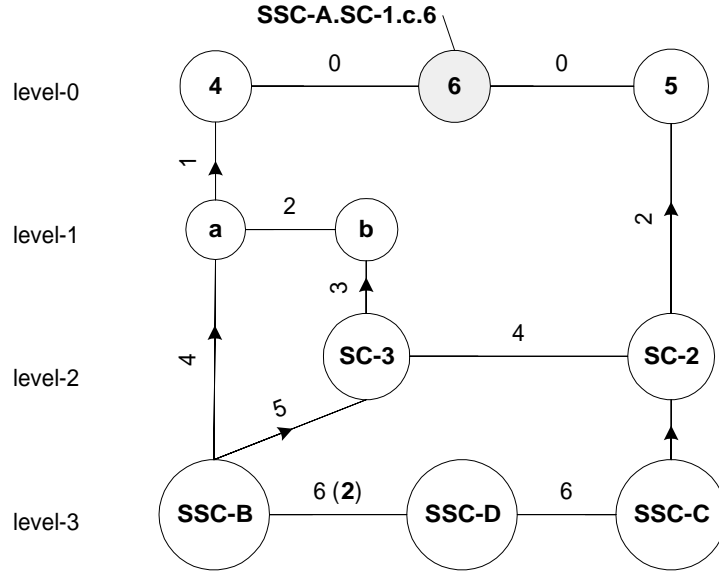 SSC-A.SC-1.c.6
0 0
level-0 4 6 5
1
2
level-1 a b
2
3
4
4
level-2 SC-3 SC-2
5
6 (2) 6
level-3 SSC-B SSC-D SSC-C